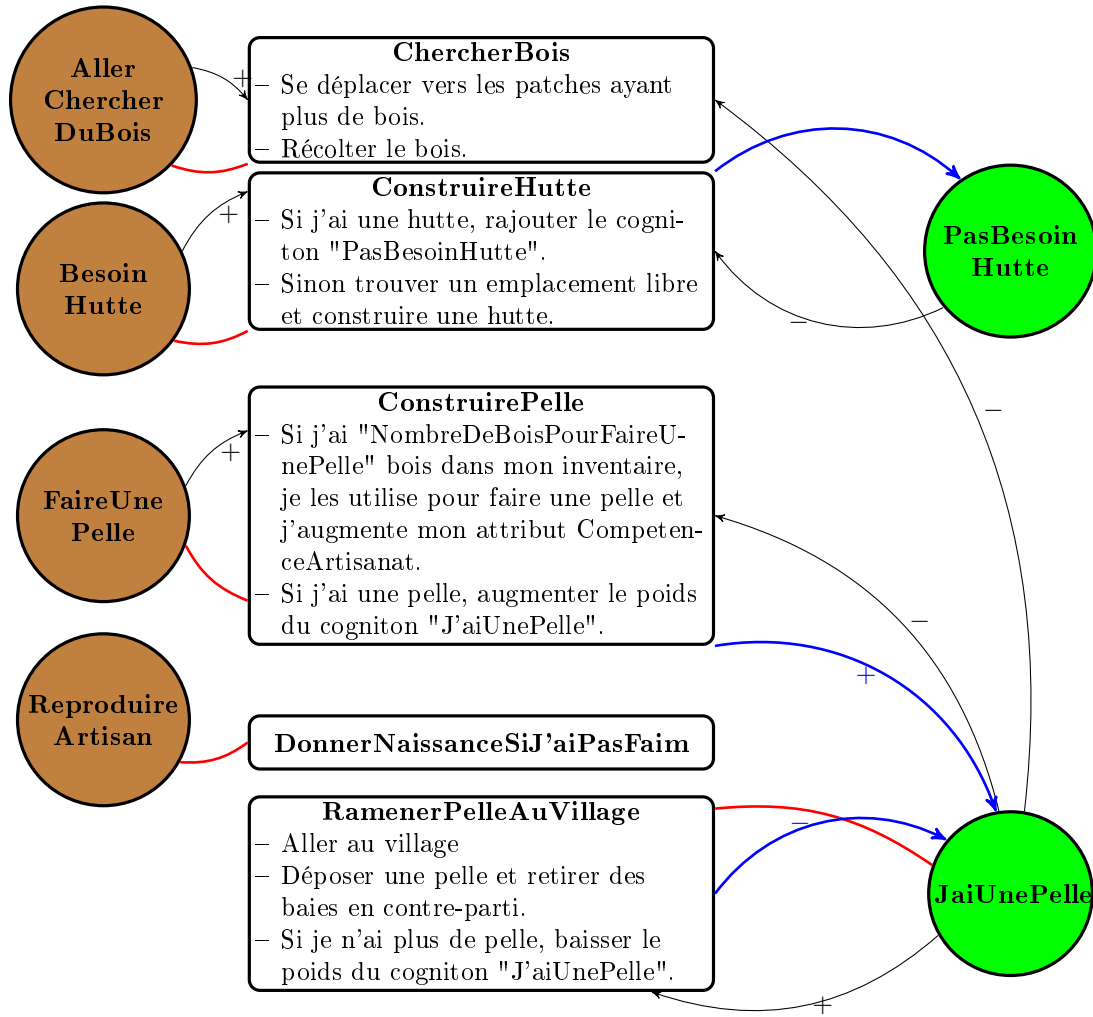 Aller
Chercher
DuBois
+
ChercherBois
– Se déplacer vers les patches ayant
plus de bois.
– Récolter le bois.
Besoin
Hutte
+
ConstruireHutte
– Si j'ai une hutte, rajouter le cogni-
ton "PasBesoinHutte".
– Sinon trouver un emplacement libre
et construire une hutte.
PasBesoin
Hutte
–
–
FaireUne
Pelle
+
ConstruirePelle
– Si j'ai "NombreDeBoisPourFaireU-
nePelle" bois dans mon inventaire,
je les utilise pour faire une pelle et
j'augmente mon attribut Competen-
ceArtisanat.
– Si j'ai une pelle, augmenter le poids
du cogniton "J'aiUnePelle".
–
+
Reproduire
Artisan
DonnerNaissanceSiJ'aiPasFaim
RamenerPelleAuVillage
– Aller au village
– Déposer une pelle et retirer des
baies en contre-parti.
– Si je n'ai plus de pelle, baisser le
poids du cogniton "J'aiUnePelle".
–
JaiUnePelle
+